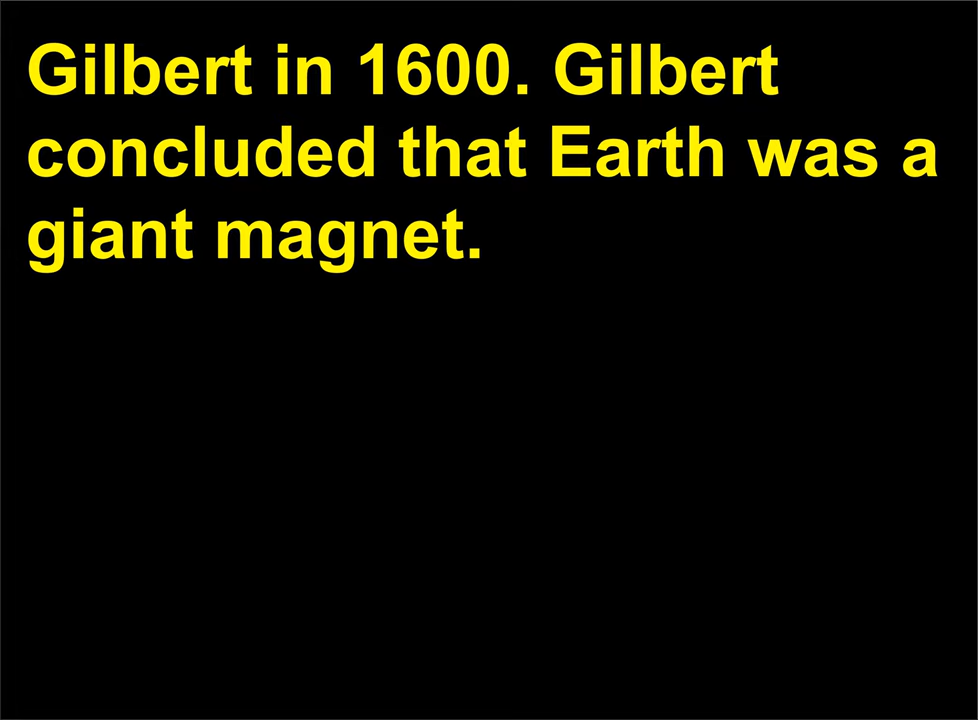 Gilbert in 1600. Gilbert
concluded that Earth was a
giant magnet.